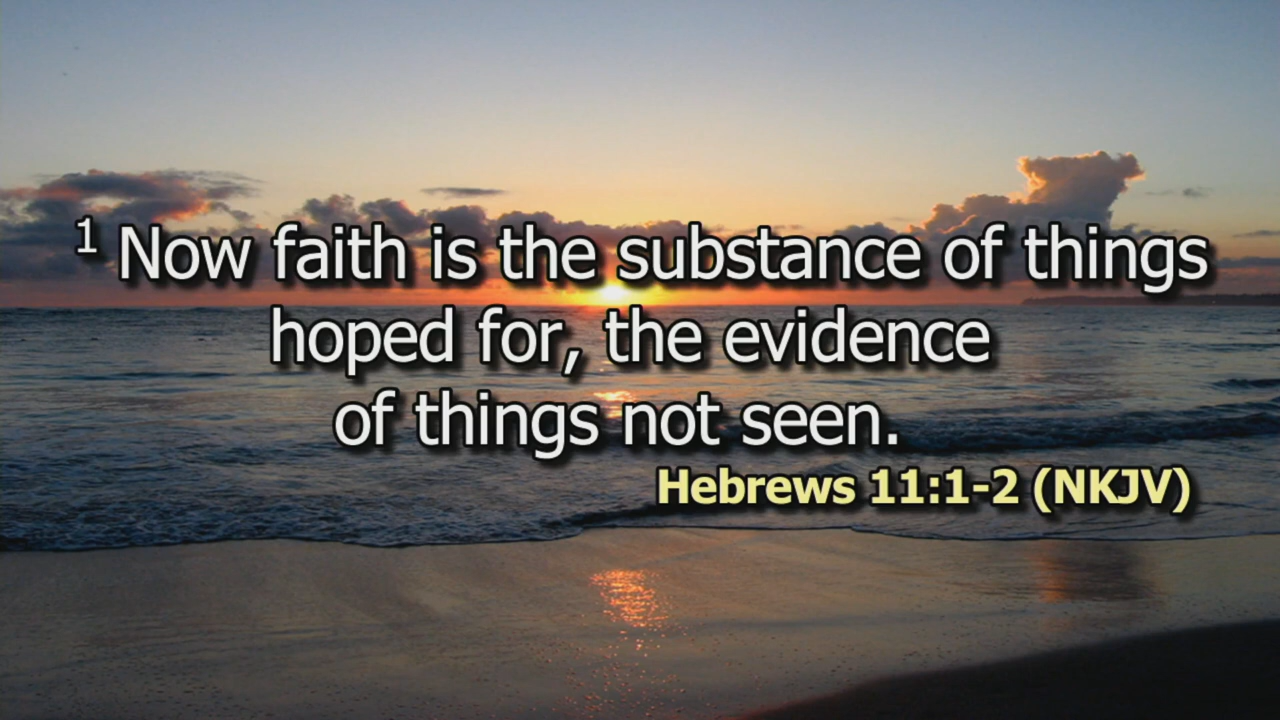 1 Now faith is the substance of things
hoped for, the evidence
of things not seen.
Hebrews 11:1-2 (NKJV)